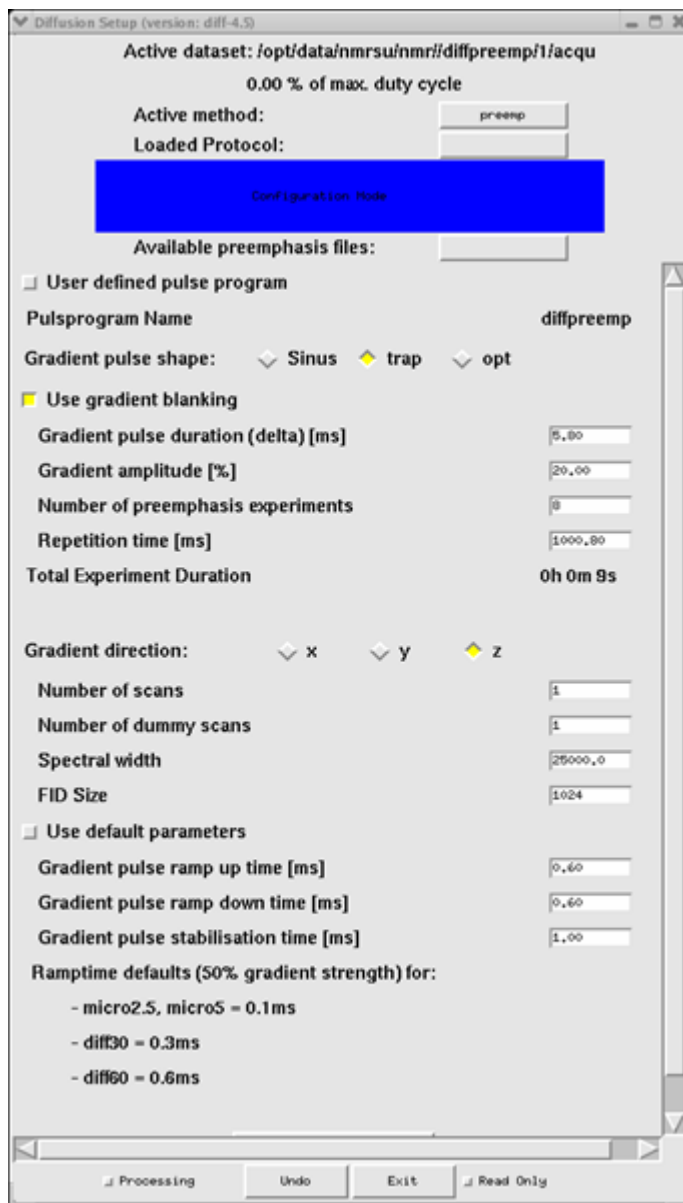 Diffusion Setup (version: diff-4.5)
Active dataset: /opt/data/nmrsu/nmr//diffpreemp/1/acqu
0.00 % of max. duty cycle
Active method: preemp
Loaded Protocol:
Configuration Mode
Available preemphasis files:
User defined pulse program
Pulsprogram Name diffpreemp
Gradient pulse shape: Sinus trap opt
Use gradient blanking
Gradient pulse duration (delta) [ms] 5.80
Gradient amplitude [%] 20.00
Number of preemphasis experiments 8
Repetition time [ms] 1000.80
Total Experiment Duration 0h 0m 9s
Gradient direction: x y z
Number of scans 1
Number of dummy scans 1
Spectral width 25000.0
FID Size 1024
Use default parameters
Gradient pulse ramp up time [ms] 0.60
Gradient pulse ramp down time [ms] 0.60
Gradient pulse stabilisation time [ms] 1.00
Ramptime defaults (50% gradient strength) for:
- micro2.5, micro5 = 0.1ms
- diff30 = 0.3ms
- diff60 = 0.6ms
Processing Undo Exit Read Only